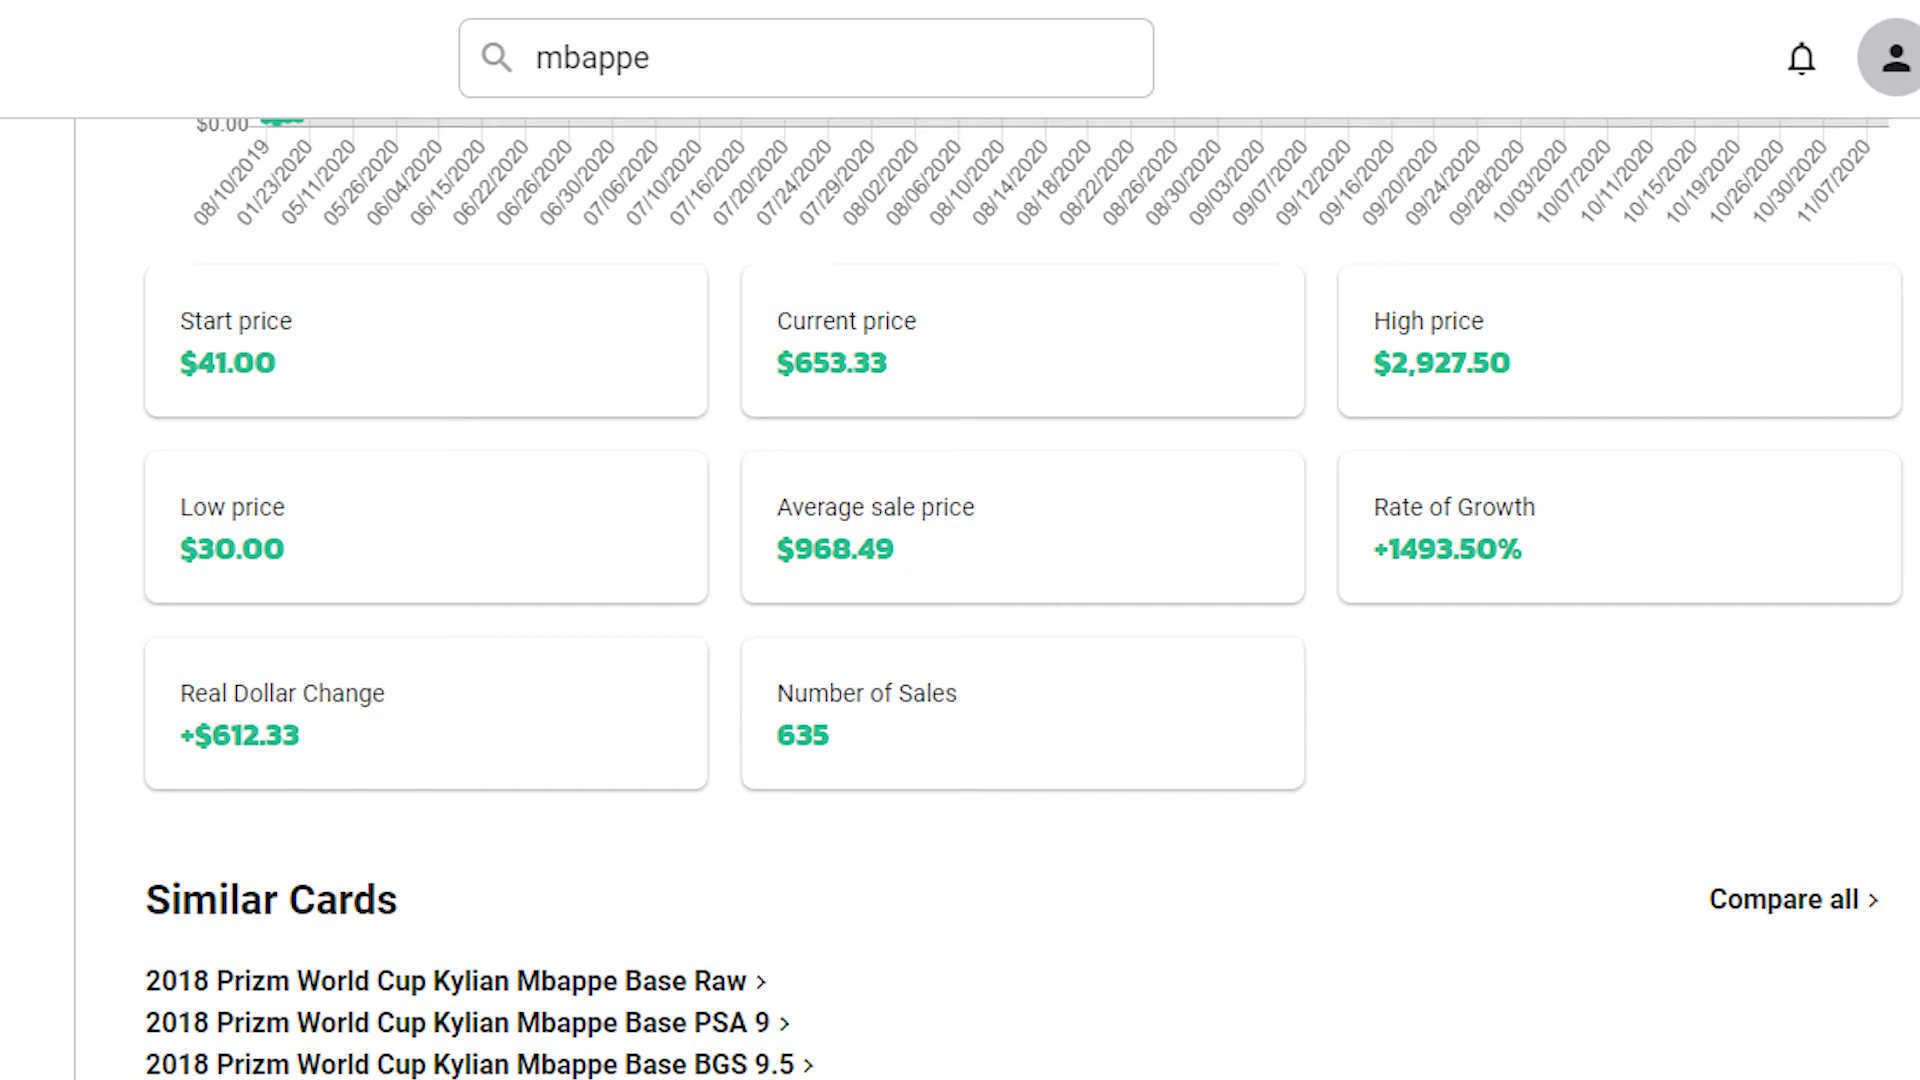 mbappe
$0.00
08/10/2019 01/23/2020 05/11/2020 05/26/2020 06/04/2020 06/15/2020 06/22/2020 06/26/2020 06/30/2020 07/06/2020 07/10/2020 07/16/2020 07/20/2020 07/24/2020 07/29/2020 08/02/2020 08/06/2020 08/10/2020 08/14/2020 08/18/2020 08/22/2020 08/26/2020 08/30/2020 09/03/2020 09/07/2020 09/12/2020 09/16/2020 09/20/2020 09/24/2020 09/28/2020 10/03/2020 10/07/2020 10/11/2020 10/15/2020 10/19/2020 10/26/2020 10/30/2020 11/07/2020
Start price
$41.00
Current price
$653.33
High price
$2,927.50
Low price
$30.00
Average sale price
$968.49
Rate of Growth
+1493.50%
Real Dollar Change
+$612.33
Number of Sales
635
Similar Cards
Compare all >
2018 Prizm World Cup Kylian Mbappe Base Raw >
2018 Prizm World Cup Kylian Mbappe Base PSA 9 >
2018 Prizm World Cup Kylian Mbappe Base BGS 9.5 >